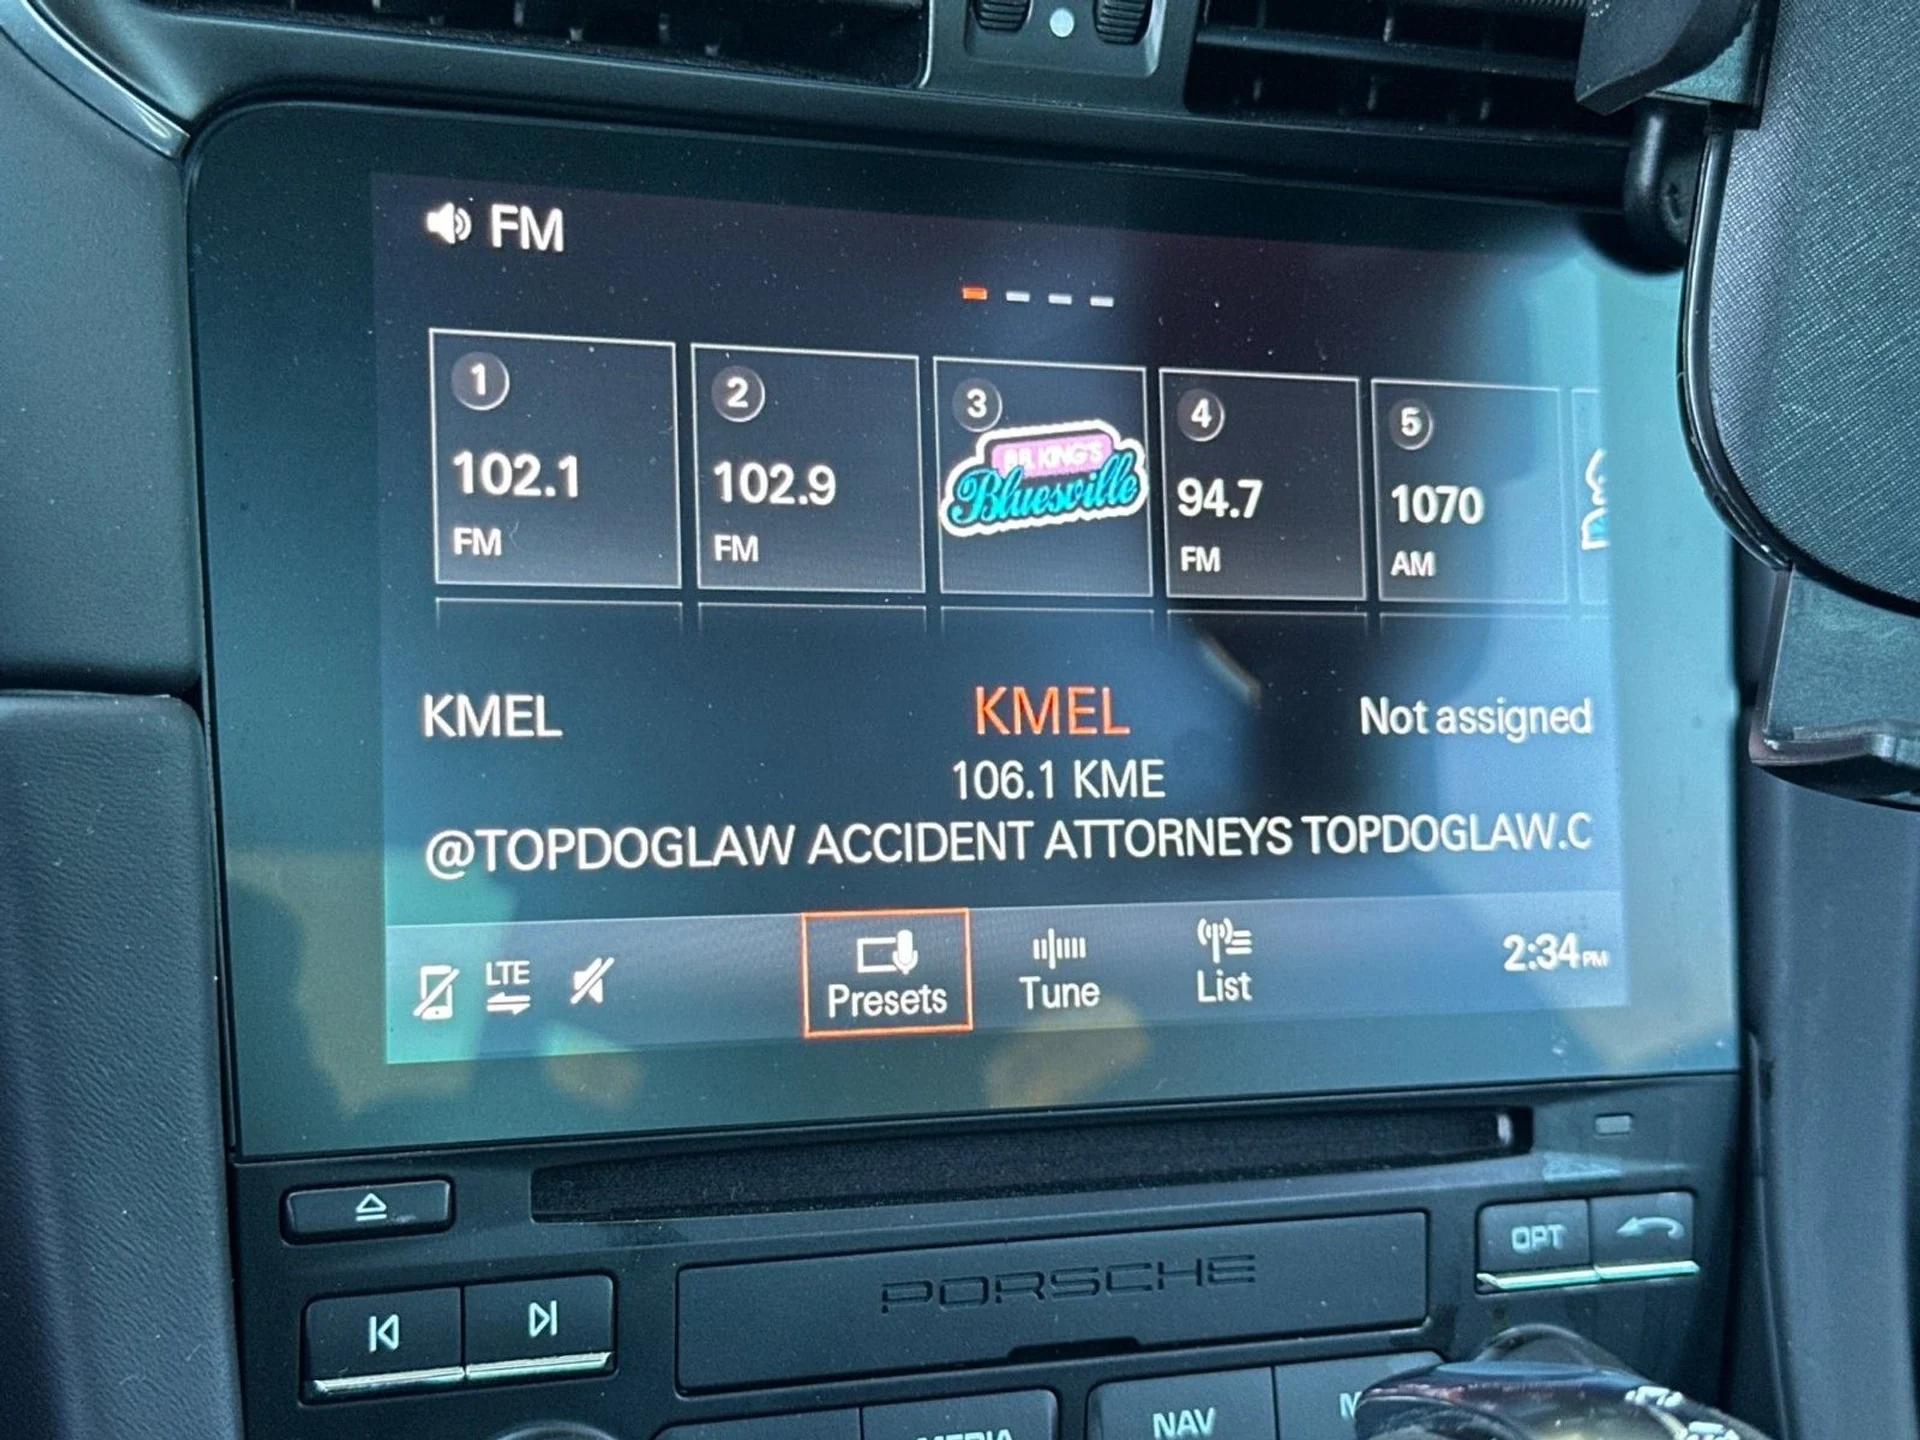 FM
1
102.1
FM
2
102.9
FM
3
B.B. KING'S
Bluesville
4
94.7
FM
5
1070
AM
KMEL
KMEL
Not assigned
106.1 KME
@TOPDOGLAW ACCIDENT ATTORNEYS TOPDOGLAW.C
LTE
Presets
Tune
List
2:34PM
OPT
PORSCHE
MEDIA
NAV